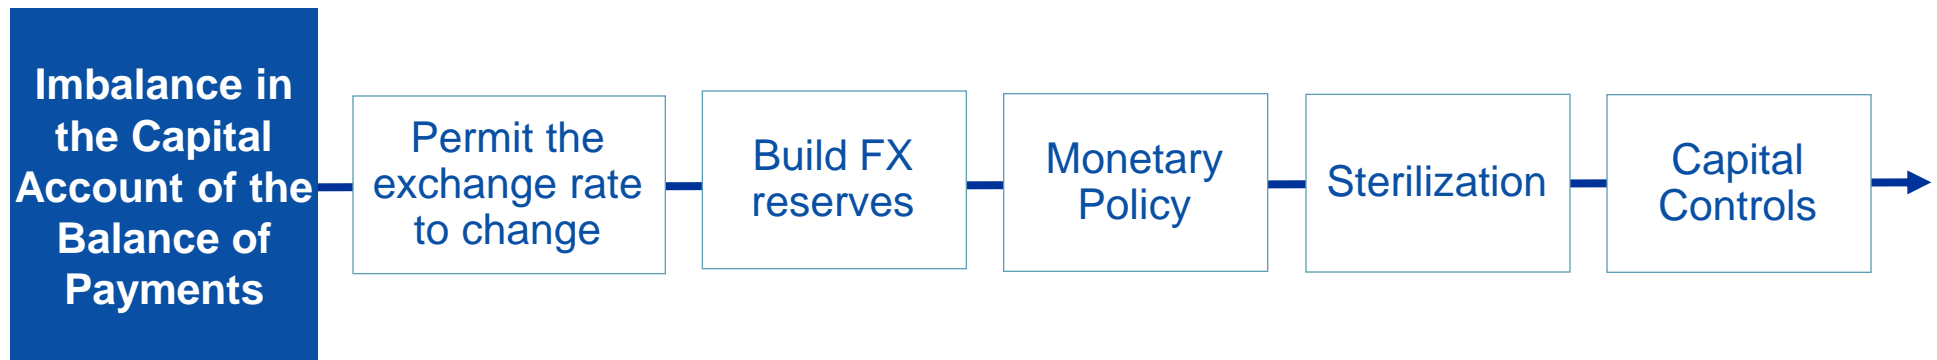 Imbalance in
the Capital
Account of the
Balance of
Payments
Permit the
exchange rate
to change
Build FX
reserves
Monetary
Policy
Sterilization
Capital
Controls